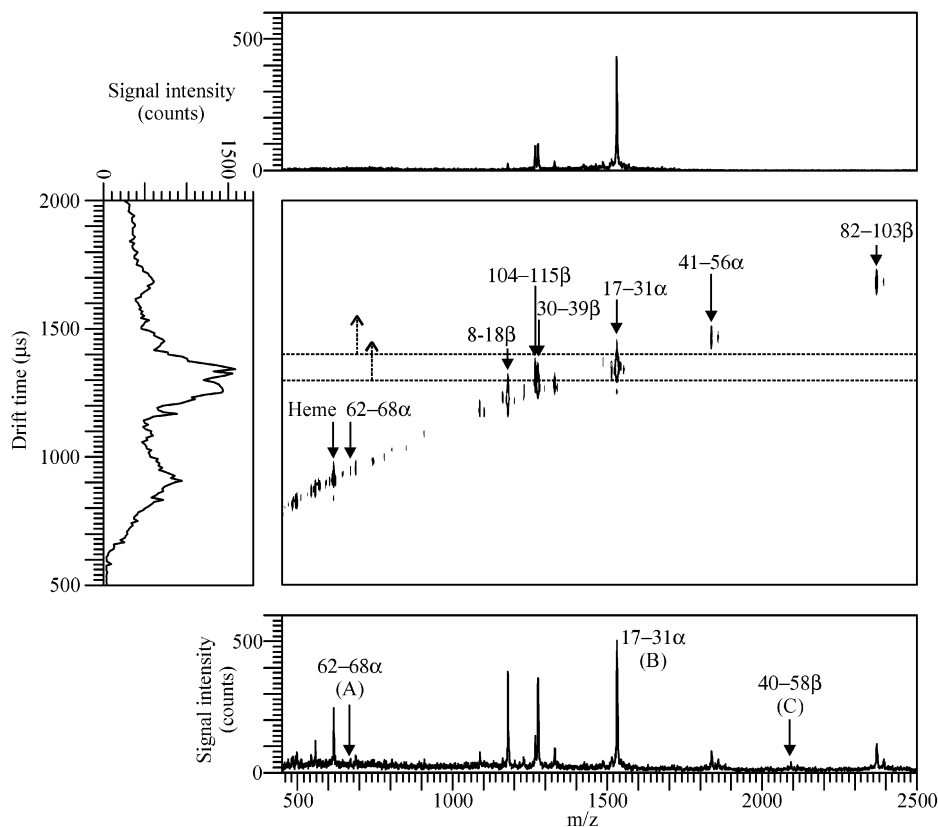 500
Signal intensity
(counts)
0
0
1500
2000
1500
1000
500
Drift time (μs)
82–103β
41–56α
104–115β
17–31α
30–39β
8-18β
Heme 62–68α
Signal intensity
(counts)
500
0
17–31α
(B)
62–68α
(A)
40–58β
(C)
500 1000 1500 2000 2500
m/z